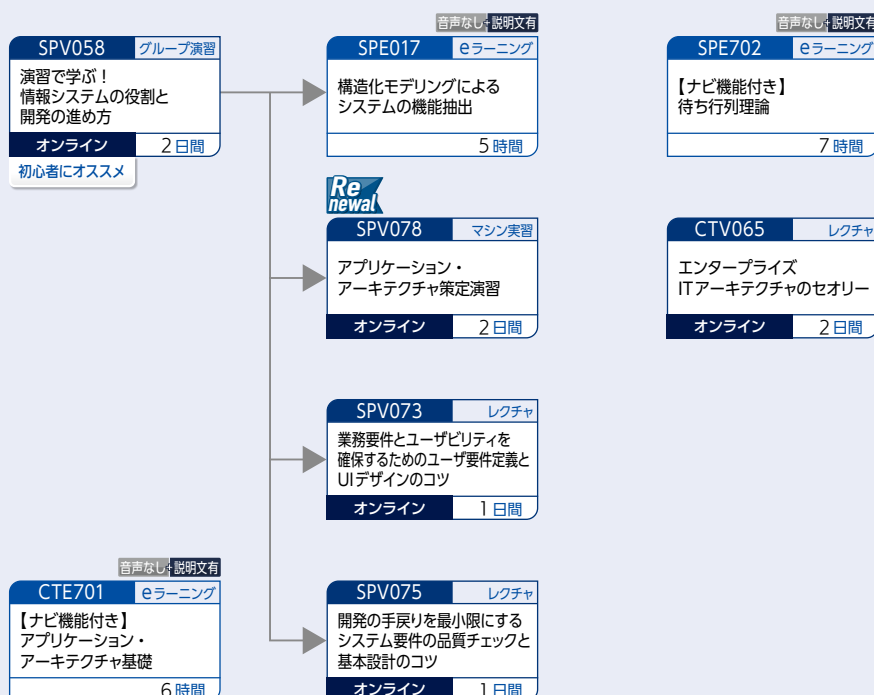 SPV058 グループ演習
演習で学ぶ！
情報システムの役割と
開発の進め方
オンライン 2日間
初心者にオススメ
音声なし+説明文有
SPE017 eラーニング
構造化モデリングによる
システムの機能抽出
5時間
音声なし+説明文有
SPE702 eラーニング
【ナビ機能付き】
待ち行列理論
7時間
Re
newal
SPV078 マシン実習
アプリケーション・
アーキテクチャ策定演習
オンライン 2日間
CTV065 レクチャ
エンタープライズ
ITアーキテクチャのセオリー
オンライン 2日間
SPV073 レクチャ
業務要件とユーザビリティを
確保するためのユーザ要件定義と
UIデザインのコツ
オンライン 1日間
音声なし+説明文有
CTE701 eラーニング
【ナビ機能付き】
アプリケーション・
アーキテクチャ基礎
6時間
SPV075 レクチャ
開発の手戻りを最小限にする
システム要件の品質チェックと
基本設計のコツ
オンライン 1日間